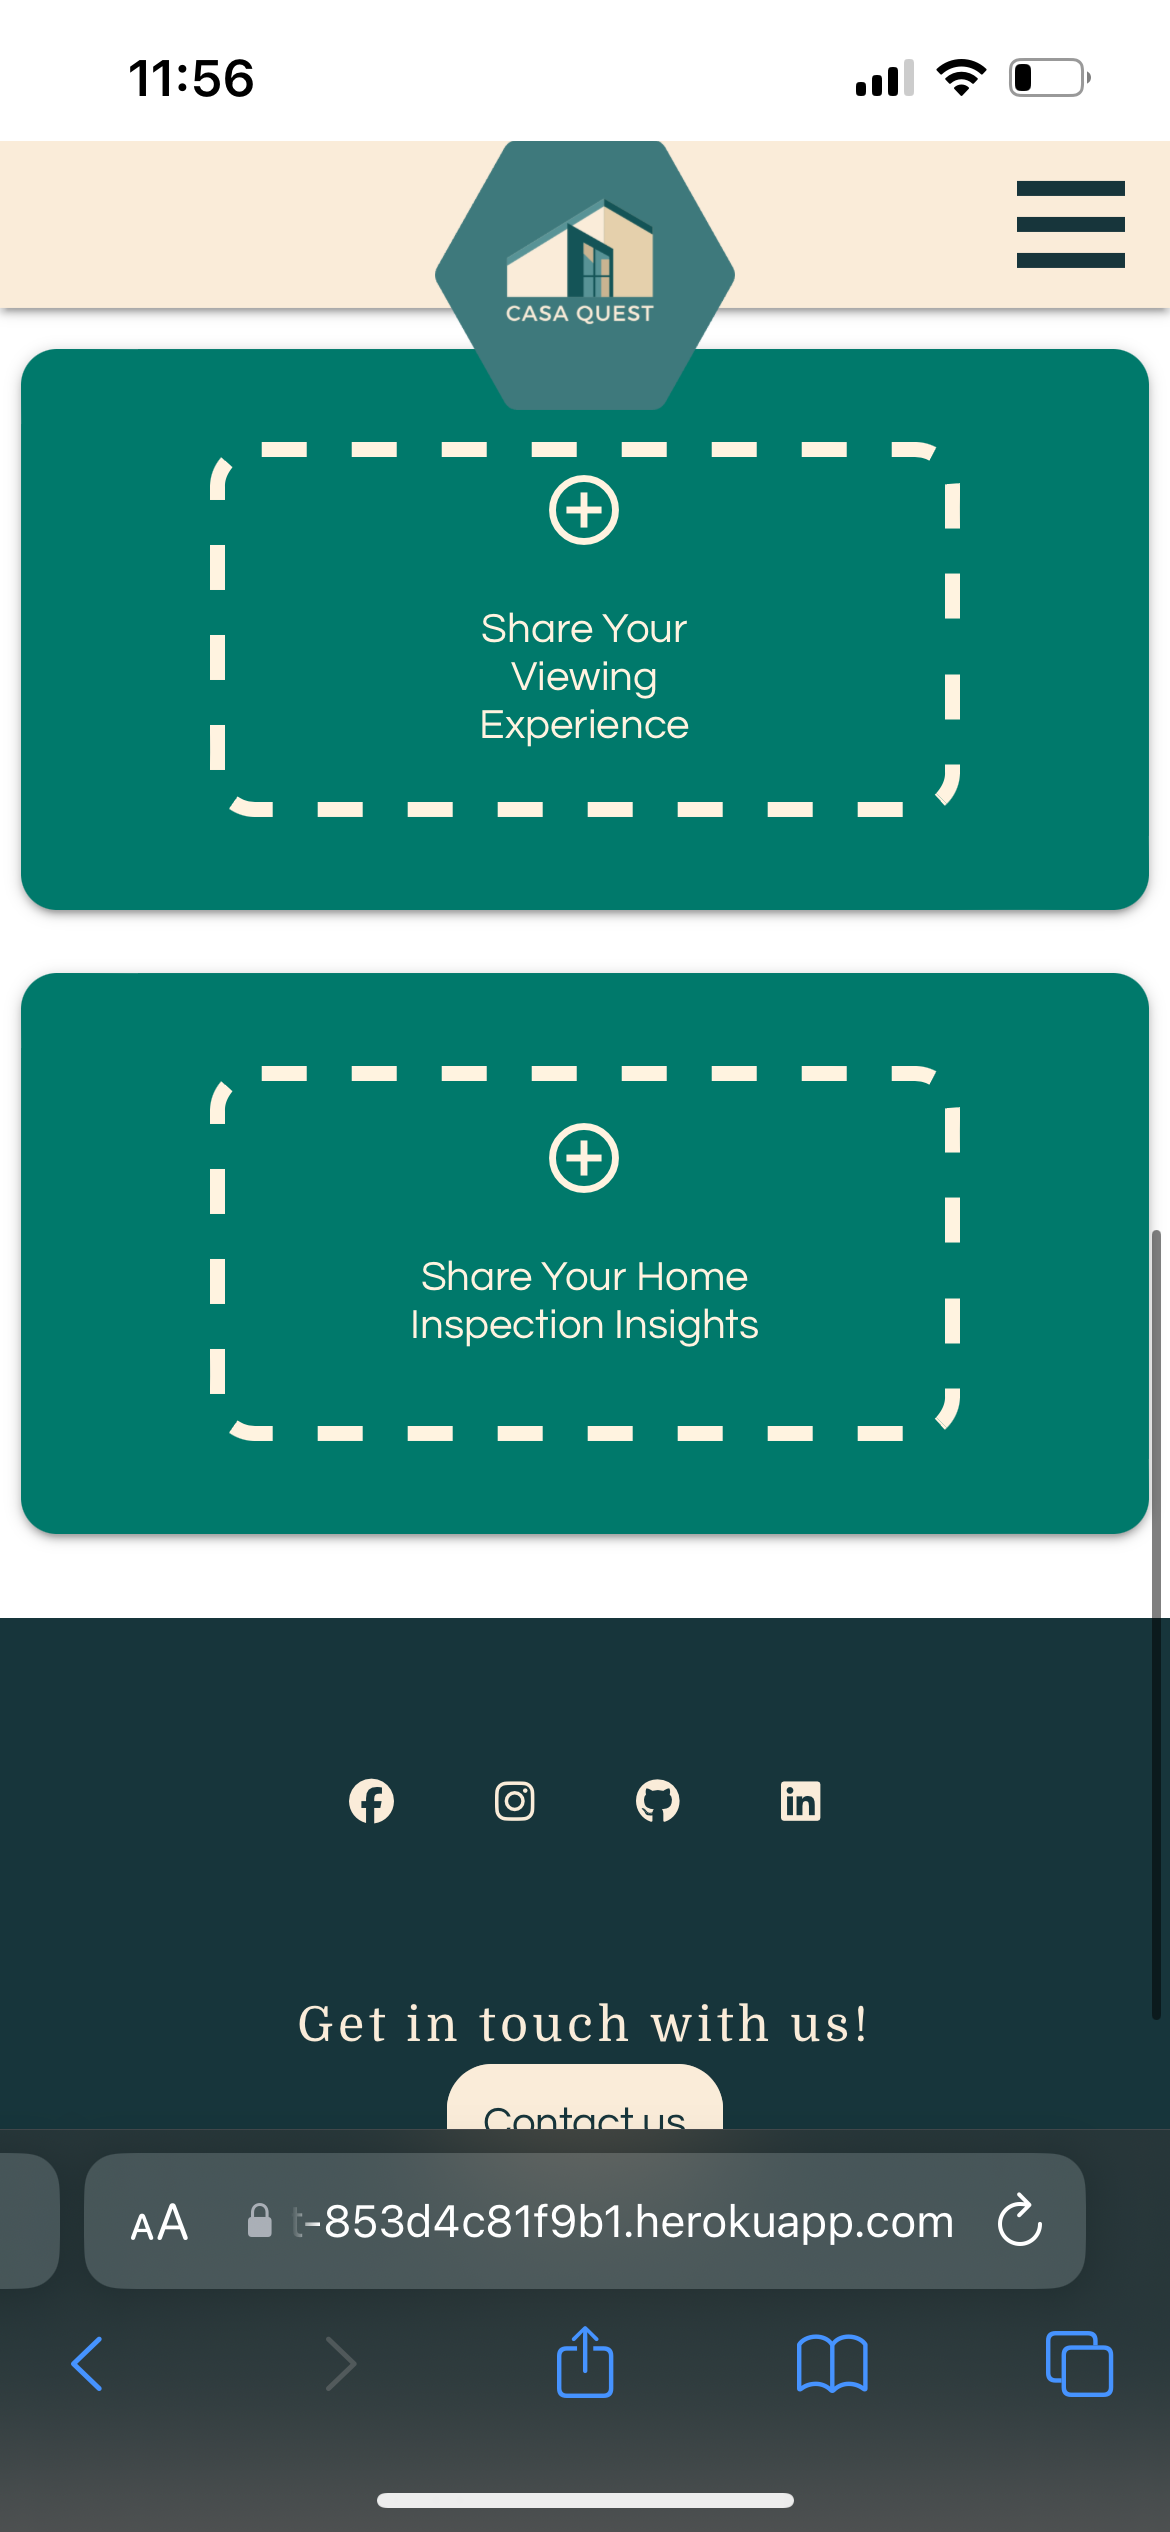 11:56
CASA QUEST
Share Your
Viewing
Experience
Share Your Home
Inspection Insights
Get in touch with us!
Contact us
AA
t-853d4c81f9b1.herokuapp.com